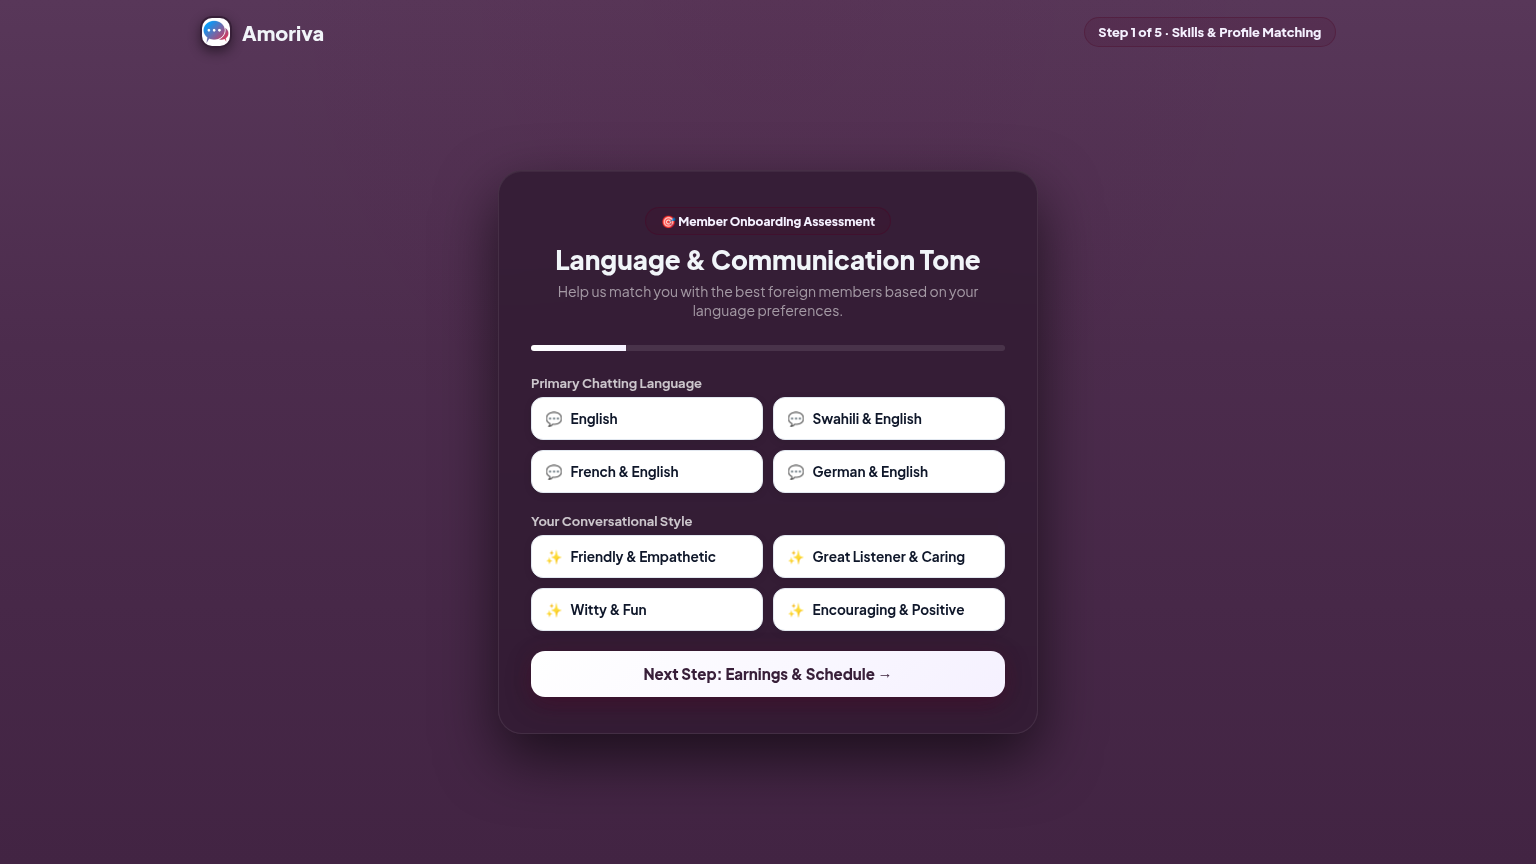 Amoriva
Step 1 of 5 · Skills & Profile Matching
🎯 Member Onboarding Assessment
Language & Communication Tone
Help us match you with the best foreign members based on your
language preferences.
Primary Chatting Language
💬 English
💬 Swahili & English
💬 French & English
💬 German & English
Your Conversational Style
✨ Friendly & Empathetic
✨ Great Listener & Caring
✨ Witty & Fun
✨ Encouraging & Positive
Next Step: Earnings & Schedule →